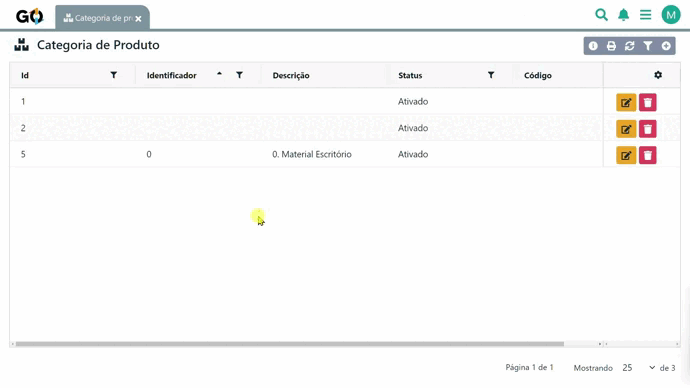 GO
Categoria de pr
M
Categoria de Produto
Id Identificador Descrição Status Código
1 Ativado
2 Ativado
5 0 0. Material Escritório Ativado
Página 1 de 1 Mostrando 25 de 3